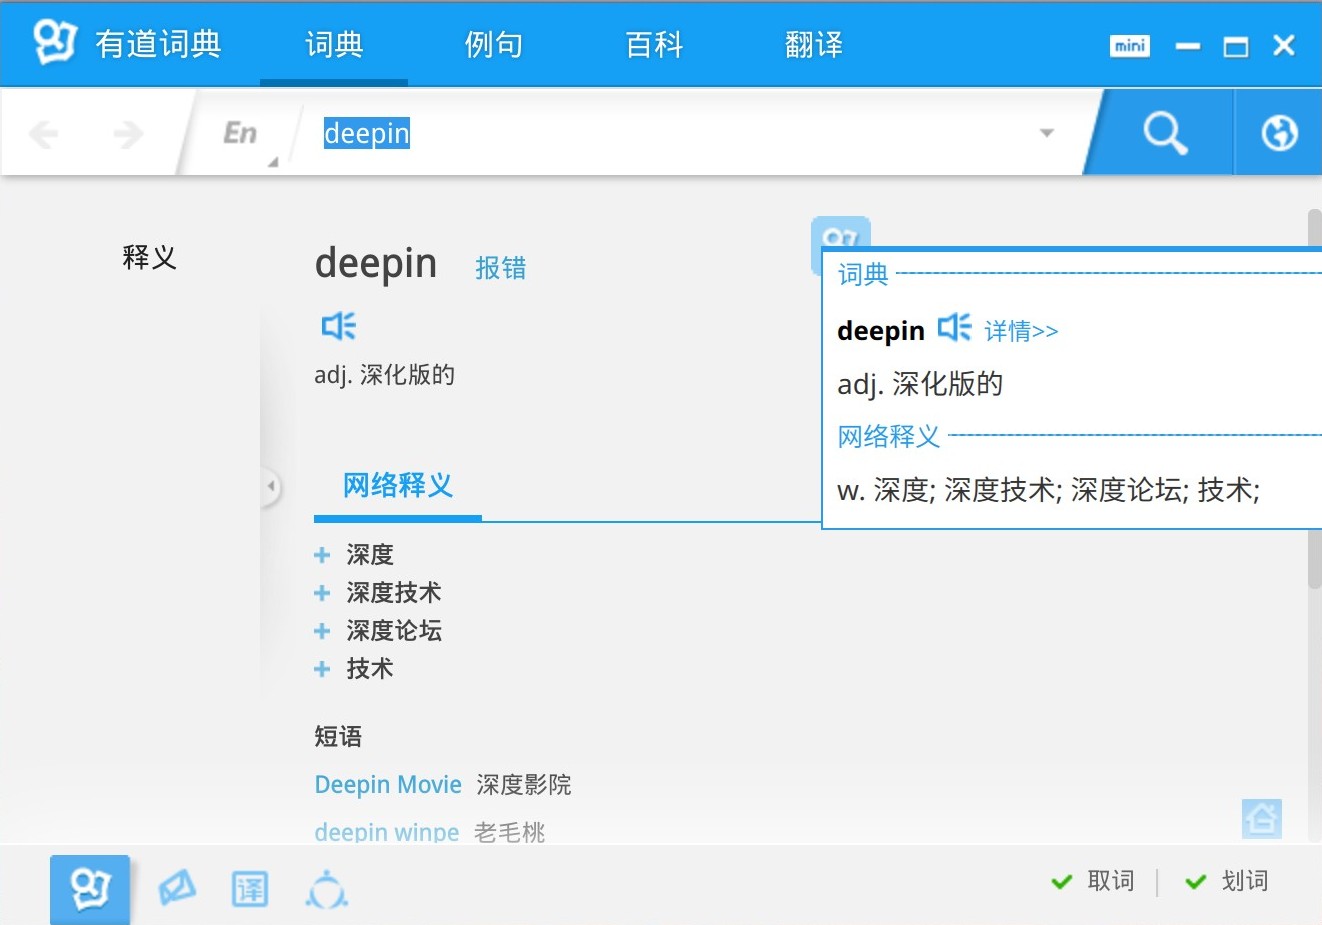 有道词典 词典 例句 百科 翻译 mini
En deepin
释义
deepin 报错
adj. 深化版的
网络释义
深度
深度技术
深度论坛
技术
短语
Deepin Movie 深度影院
deepin winpe 老毛桃
词典
deepin 详情>>
adj. 深化版的
网络释义
w. 深度; 深度技术; 深度论坛; 技术;
译 取词 划词